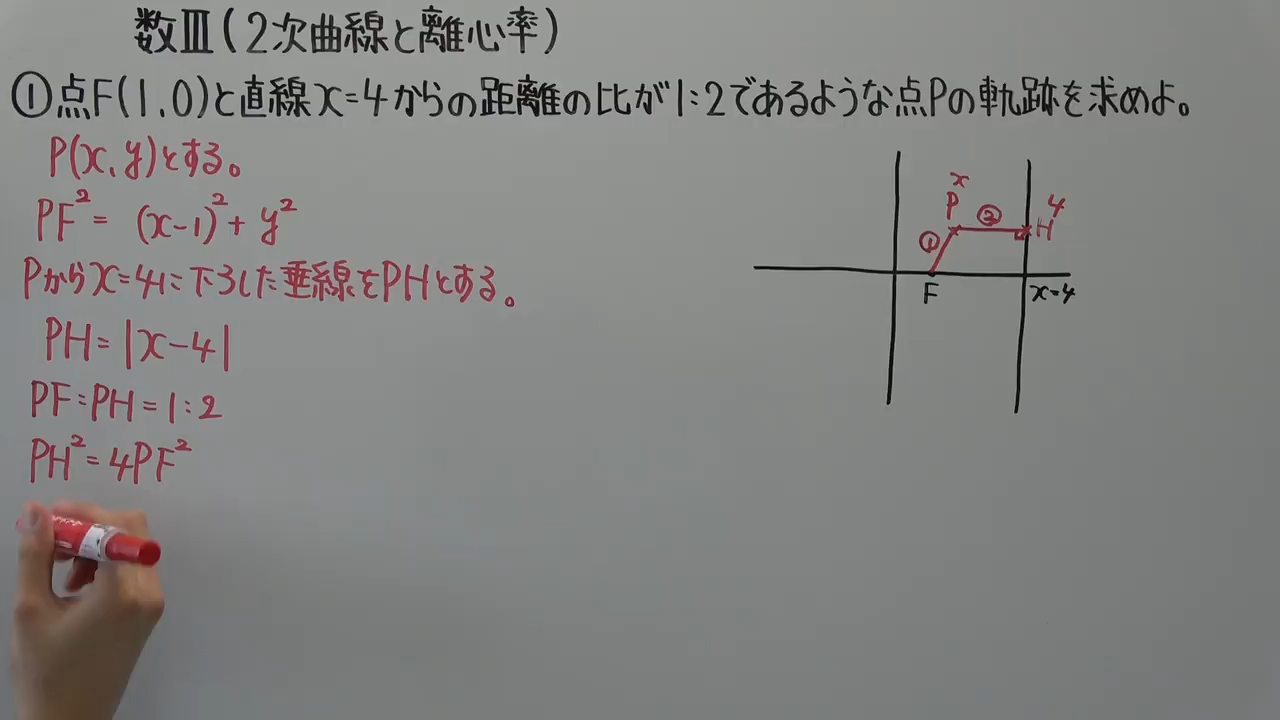 数Ⅲ(2次曲線と離心率)
①点F(1,0)と直線x=4からの距離の比が1:2であるような点Pの軌跡を求めよ。
P(x,y)とする。
PF²= (x-1)²+ y²
Pからx=4に下ろした垂線をPHとする。
PH=|x-4|
PF:PH=1:2
PH²=4PF²
x
P
②
4
H
①
F
x=4